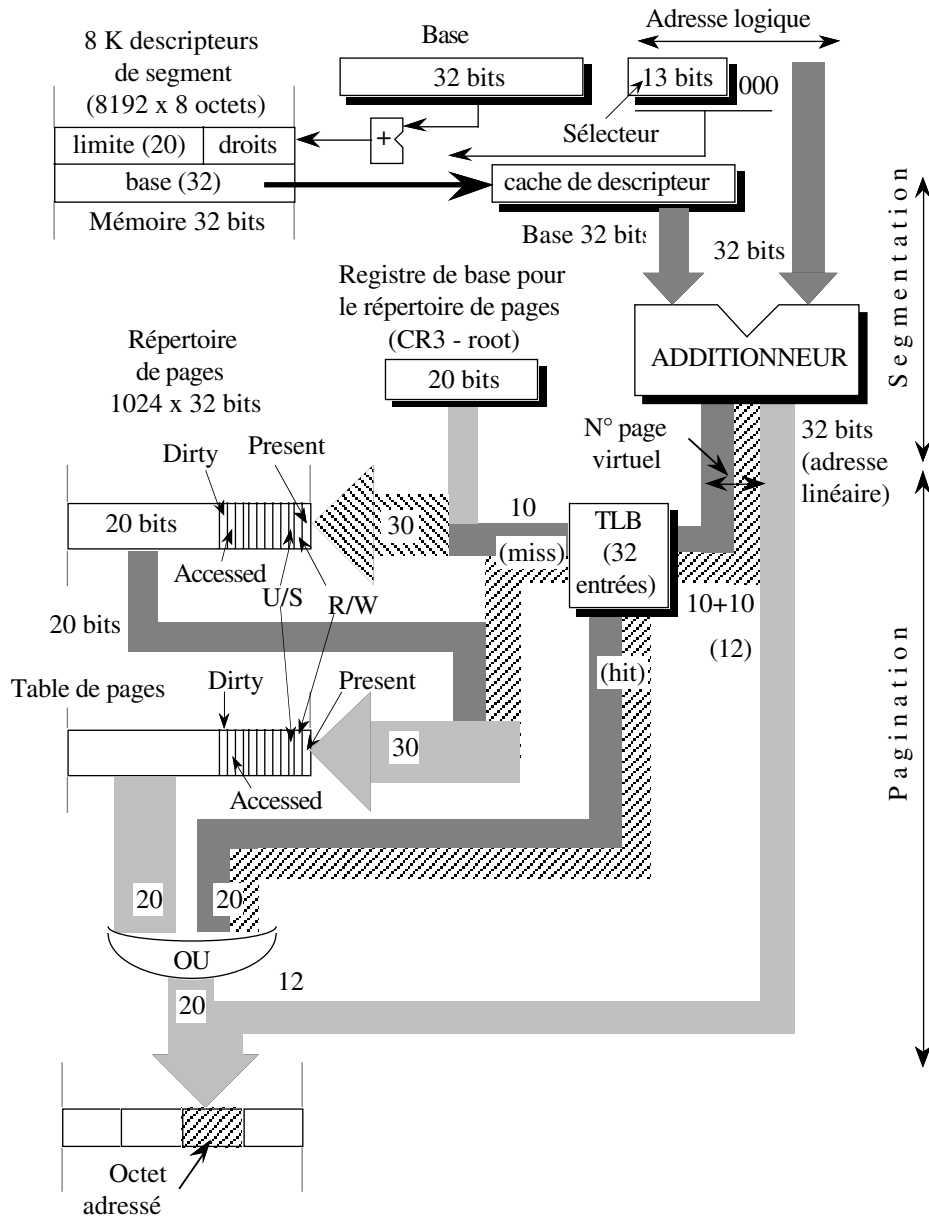 Adresse logique
8 K descripteurs
de segment
(8192 x 8 octets)
Base
32 bits
13 bits
000
Sélecteur
+
limite (20)
droits
base (32)
Mémoire 32 bits
cache de descripteur
Base 32 bits
32 bits
Segmentation
Registre de base pour
le répertoire de pages
(CR3 - root)
20 bits
ADDITIONNEUR
Répertoire
de pages
1024 x 32 bits
N° page
virtuel
32 bits
(adresse
linéaire)
Dirty
Present
20 bits
30
10
(miss)
TLB
(32
entrées)
Accessed
U/S
R/W
10+10
(12)
20 bits
(hit)
Table de pages
Dirty
Present
30
Accessed
Pagination
20
20
OU
12
20
Octet
adressé